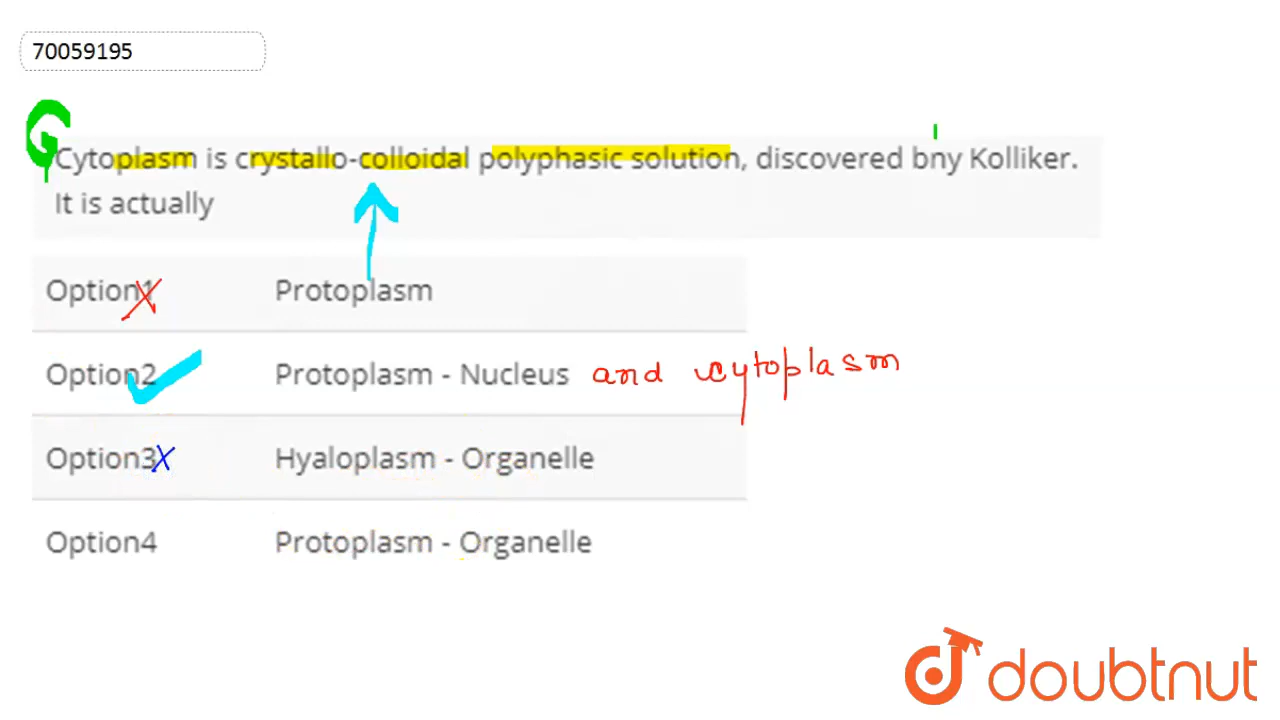 70059195
Cytoplasm is crystallo-colloidal polyphasic solution, discovered bny Kolliker.
It is actually
Option1 Protoplasm
Option2 Protoplasm - Nucleus and cytoplasm
Option3 X Hyaloplasm - Organelle
Option4 Protoplasm - Organelle
doubtnut